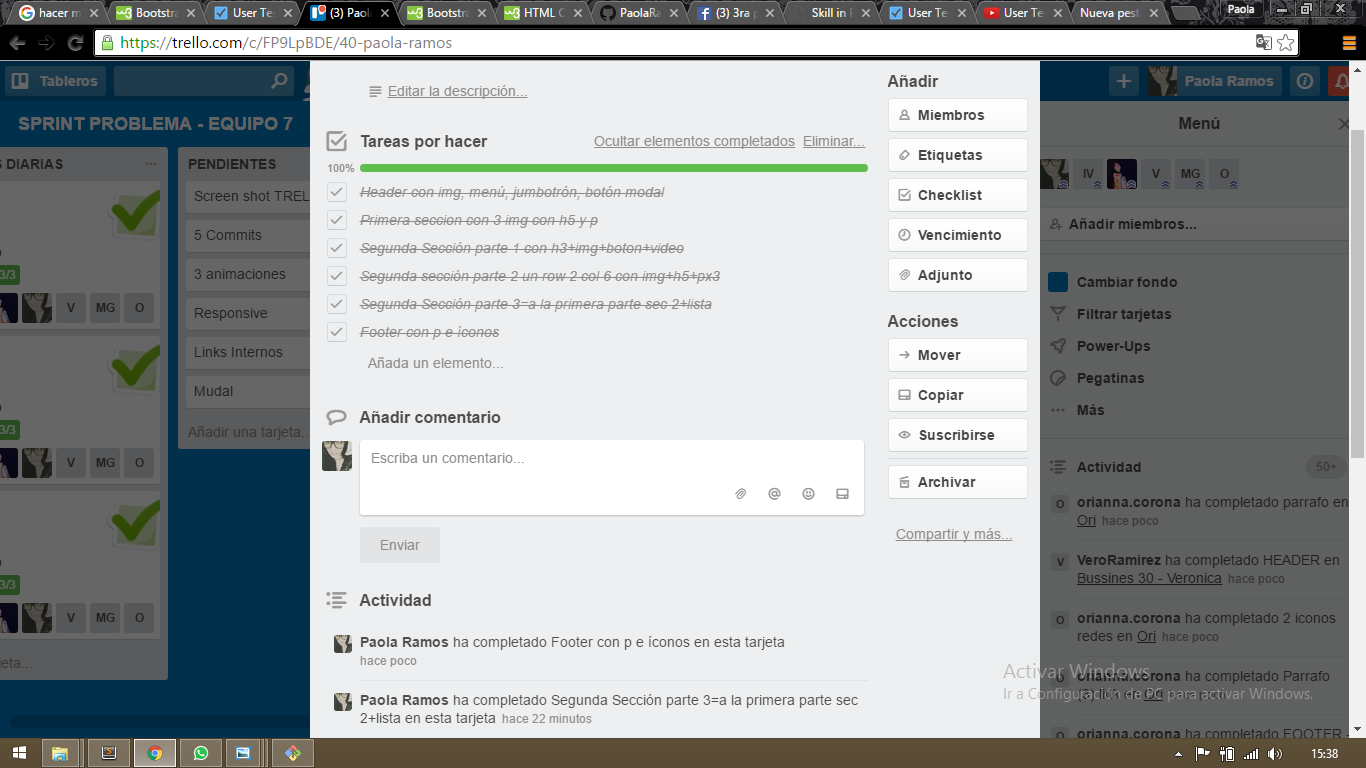 hacer m
Bootstra
User Te
(3) Paol
Bootstra
HTML C
PaolaRa
(3) 3ra p
Skill in I
User Te
User Te
Nueva pest
Paola
https://trello.com/c/FP9LpBDE/40-paola-ramos
Tableros
Paola Ramos
SPRINT PROBLEMA - EQUIPO 7
S DIARIAS
3/3
V MG O
3/3
V MG O
3/3
V MG O
eta...
PENDIENTES
Screen shot TREL
5 Commits
3 animaciones
Responsive
Links Internos
Mudal
Añadir una tarjeta...
Editar la descripción...
Tareas por hacer
Ocultar elementos completados Eliminar...
100%
Header con img, menú, jumbotrón, botón modal
Primera seccion con 3 img con h5 y p
Segunda Sección parte 1 con h3+img+boton+video
Segunda sección parte 2 un row 2 col 6 con img+h5+px3
Segunda Sección parte 3=a la primera parte sec 2+lista
Footer con p e íconos
Añada un elemento...
Añadir comentario
Escriba un comentario...
Enviar
Actividad
Paola Ramos ha completado Footer con p e íconos en esta tarjeta
hace poco
Paola Ramos ha completado Segunda Sección parte 3=a la primera parte sec
2+lista en esta tarjeta hace 22 minutos
Añadir
Miembros
Etiquetas
Checklist
Vencimiento
Adjunto
Acciones
Mover
Copiar
Suscribirse
Archivar
Compartir y más...
Menú
IV V MG O
Añadir miembros...
Cambiar fondo
Filtrar tarjetas
Power-Ups
Pegatinas
Más
Actividad
50+
O orianna.corona ha completado parrafo en
Ori hace poco
V VeroRamirez ha completado HEADER en
Bussines 30 - Veronica hace poco
O orianna.corona ha completado 2 iconos
redes en Ori hace poco
O orianna.corona ha completado Parrafo
Activar Windows
Ir a Configuración de PC para activar Windows.
O orianna.corona ha completado FOOTER -
15:38